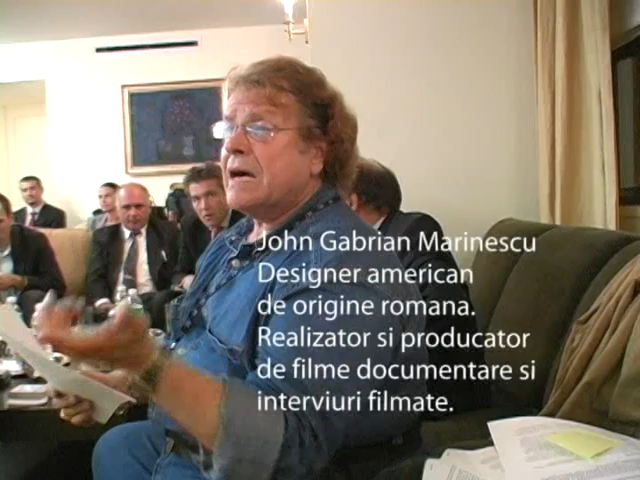 John Gabrian Marinescu
Designer american
de origine romana.
Realizator si producator
de filme documentare si
interviuri filmate.